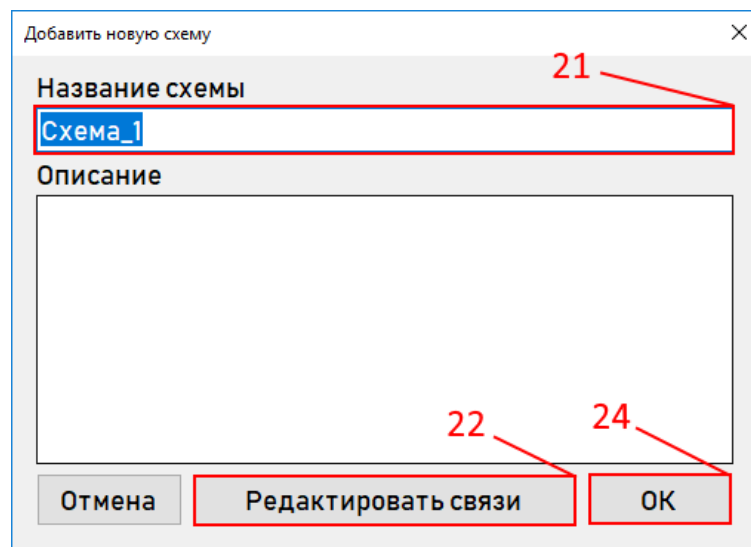 Добавить новую схему
21
Название схемы
Схема_1
Описание
22
24
Отмена
Редактировать связи
ОК